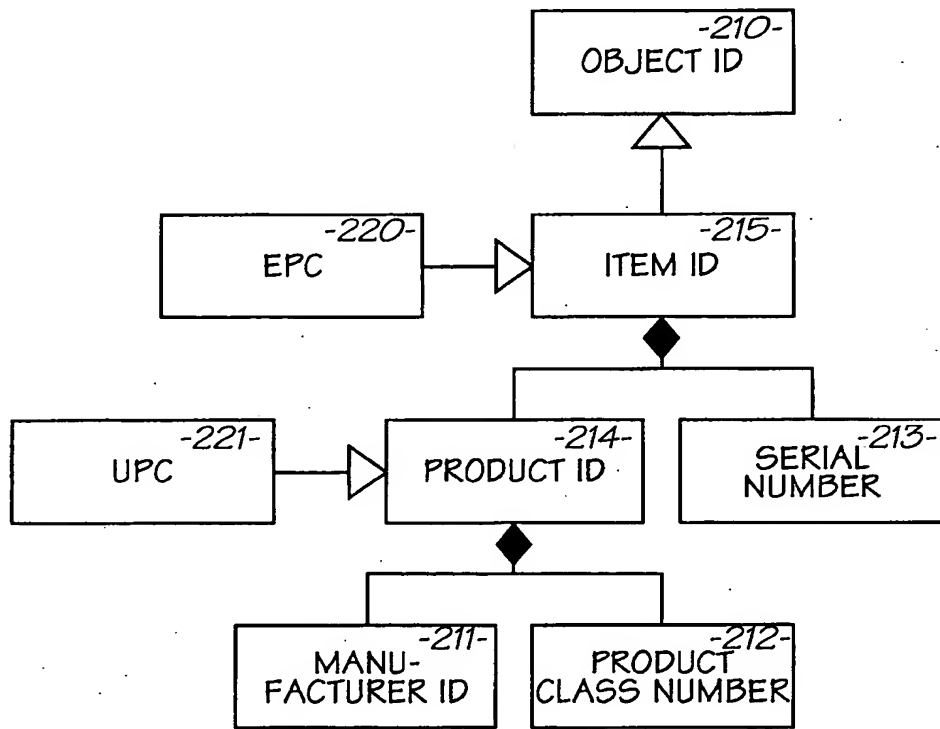 -210-
OBJECT ID
-220-
EPC
-215-
ITEM ID
-221-
UPC
-214-
PRODUCT ID
-213-
SERIAL
NUMBER
-211-
MANU-
FACTURER ID
-212-
PRODUCT
CLASS NUMBER